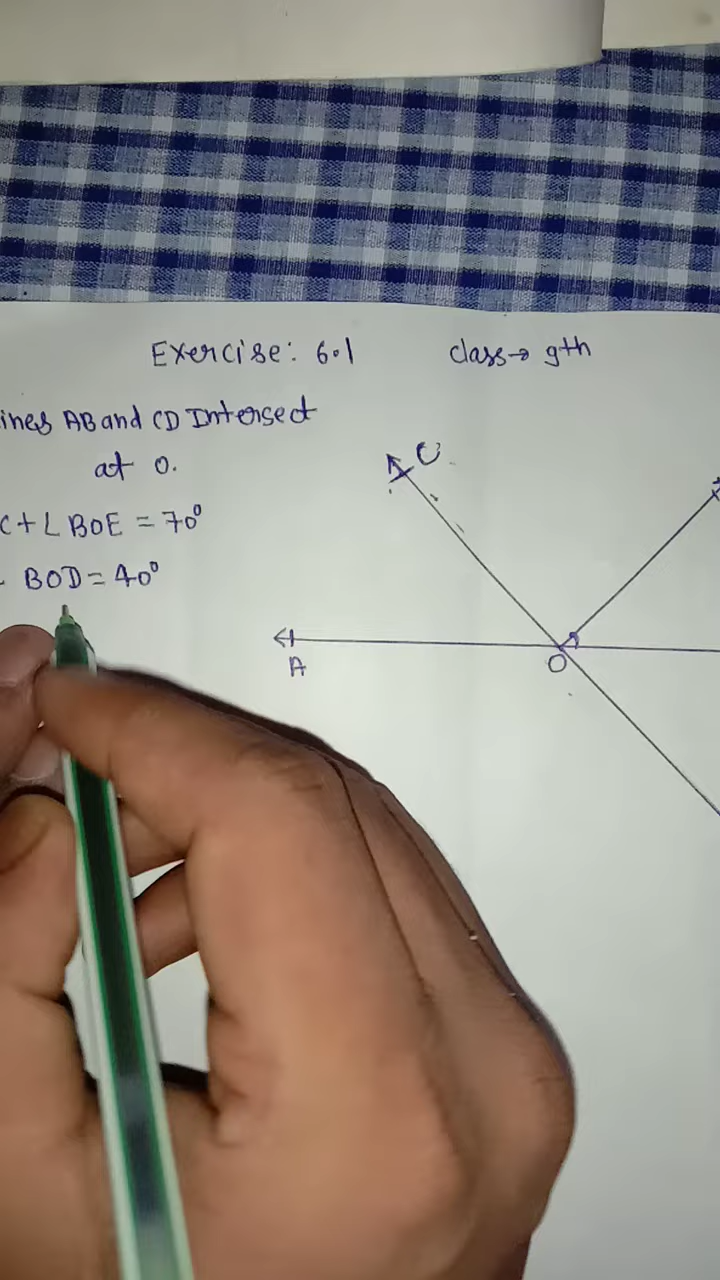 Exercise: 6.1 class→ 9th
ines AB and CD Intersect
at O.
C + ∠BOE = 70°
BOD = 40°
C
A
O